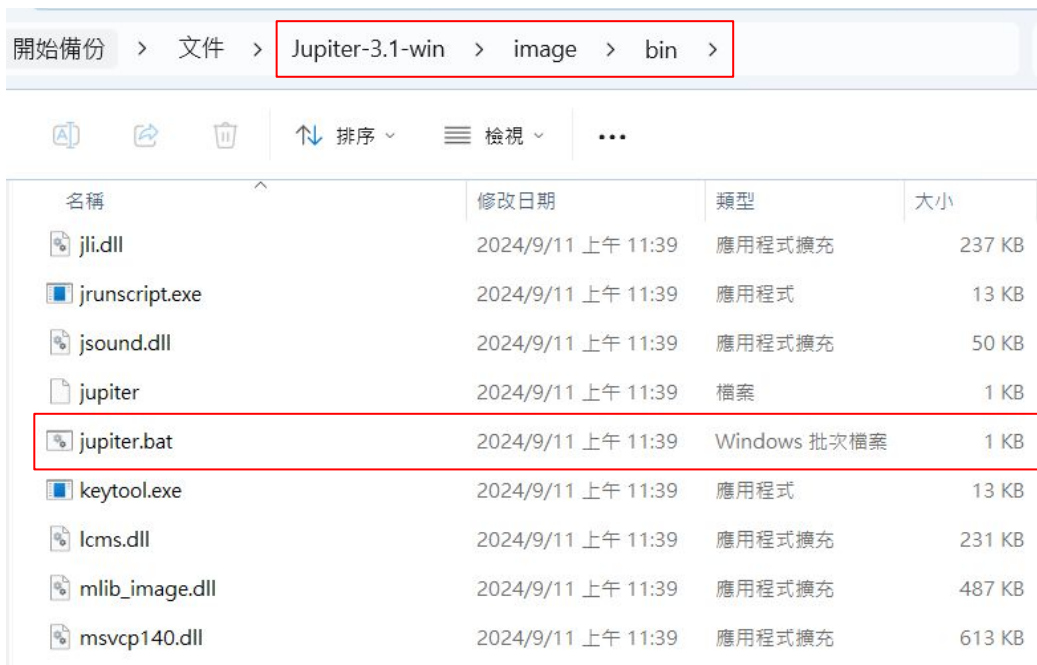 開始備份 > 文件 > Jupiter-3.1-win > image > bin >
排序 檢視 •••
名稱 修改日期 類型 大小
jli.dll 2024/9/11 上午 11:39 應用程式擴充 237 KB
jrunscript.exe 2024/9/11 上午 11:39 應用程式 13 KB
jsound.dll 2024/9/11 上午 11:39 應用程式擴充 50 KB
jupiter 2024/9/11 上午 11:39 檔案 1 KB
jupiter.bat 2024/9/11 上午 11:39 Windows 批次檔案 1 KB
keytool.exe 2024/9/11 上午 11:39 應用程式 13 KB
lcms.dll 2024/9/11 上午 11:39 應用程式擴充 231 KB
mlib_image.dll 2024/9/11 上午 11:39 應用程式擴充 487 KB
msvcp140.dll 2024/9/11 上午 11:39 應用程式擴充 613 KB